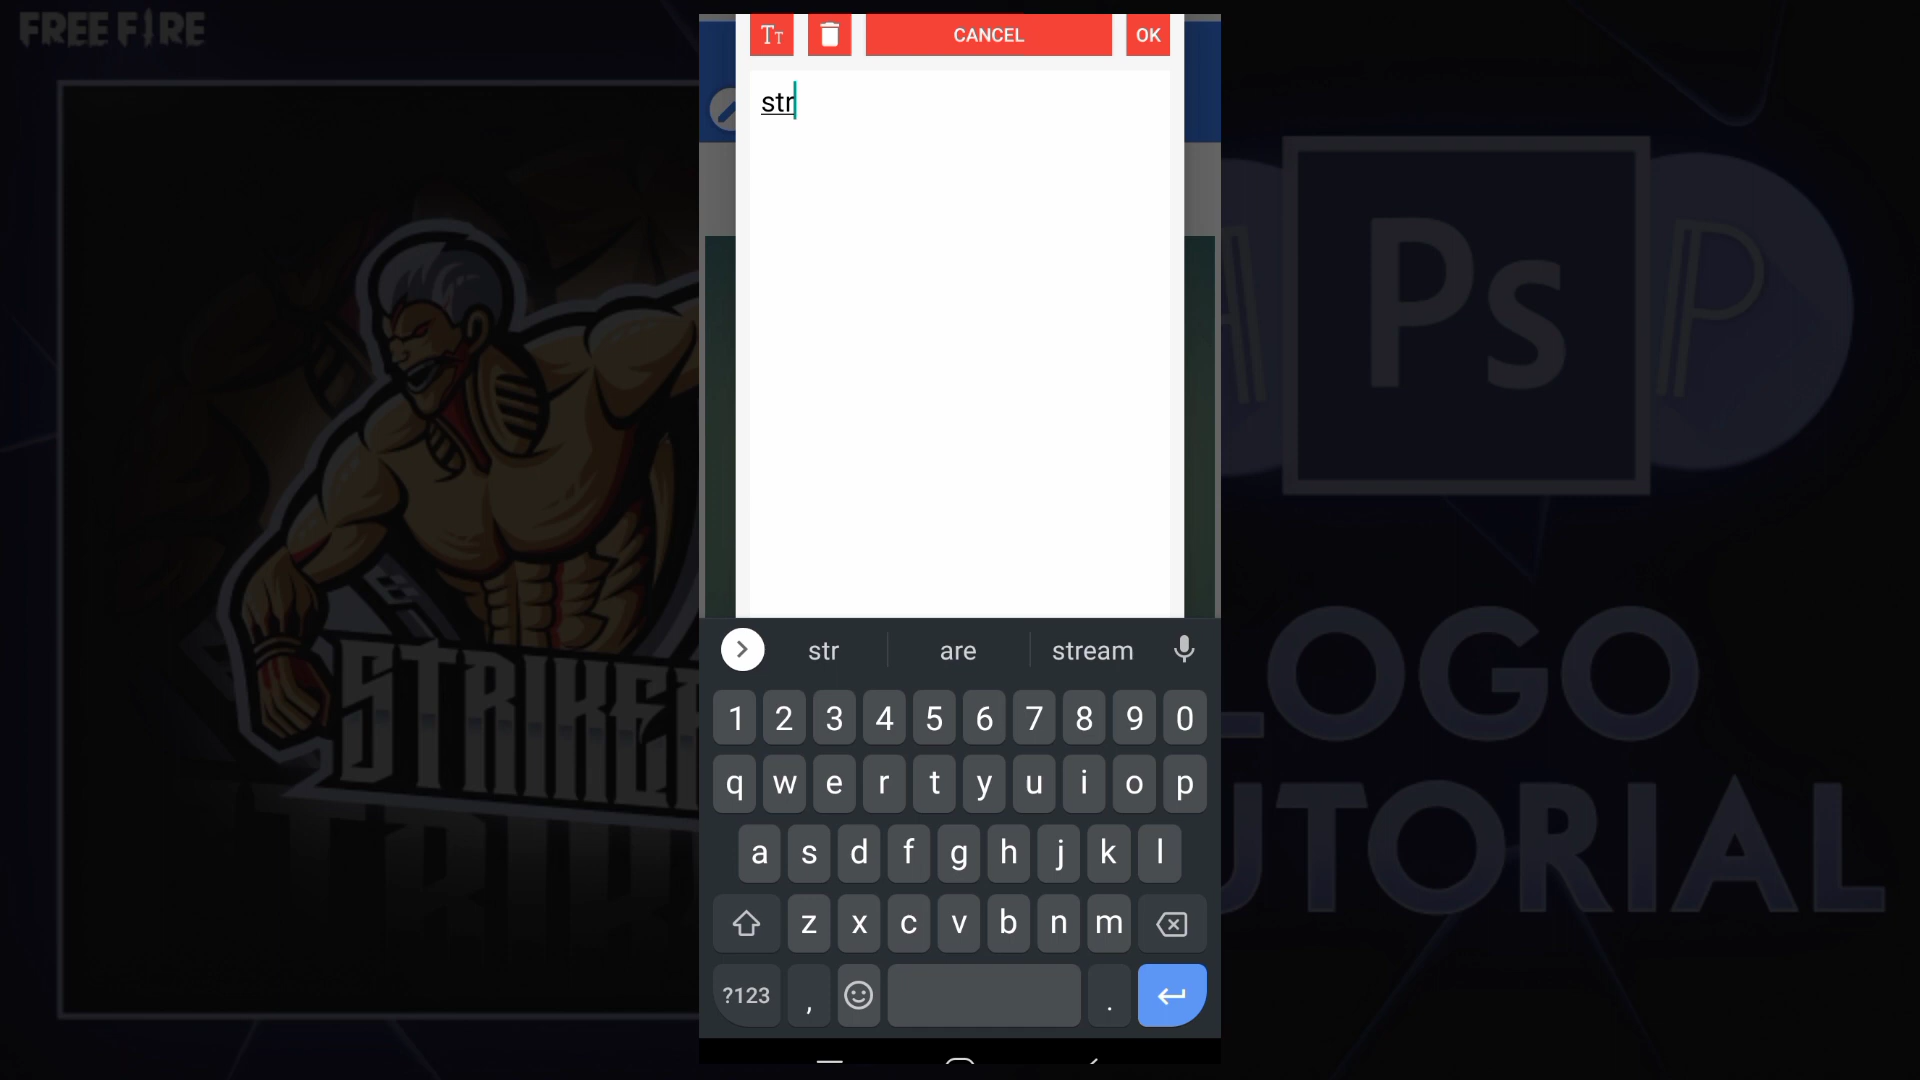 FREE FIRE
Tт
CANCEL
OK
str
STRIKER
Ps
P
LOGO
TUTORIAL
str
are
stream
1 2 3 4 5 6 7 8 9 0
q w e r t y u i o p
a s d f g h j k l
z x c v b n m
?123 , .